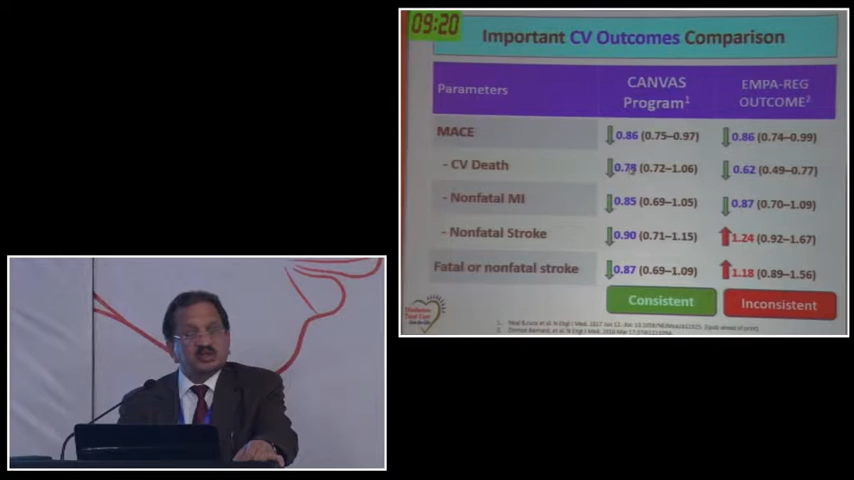 09:20
Important CV Outcomes Comparison
Parameters
CANVAS Program¹
EMPA-REG OUTCOME²
MACE
0.86 (0.75–0.97)
0.86 (0.74–0.99)
- CV Death
(0.72–1.06)
0.62 (0.49–0.77)
- Nonfatal MI
0.85 (0.69–1.05)
0.87 (0.70–1.09)
- Nonfatal Stroke
0.90 (0.71–1.15)
1.24 (0.92–1.67)
Fatal or nonfatal stroke
0.87 (0.69–1.09)
1.18 (0.89–1.56)
Consistent
Inconsistent